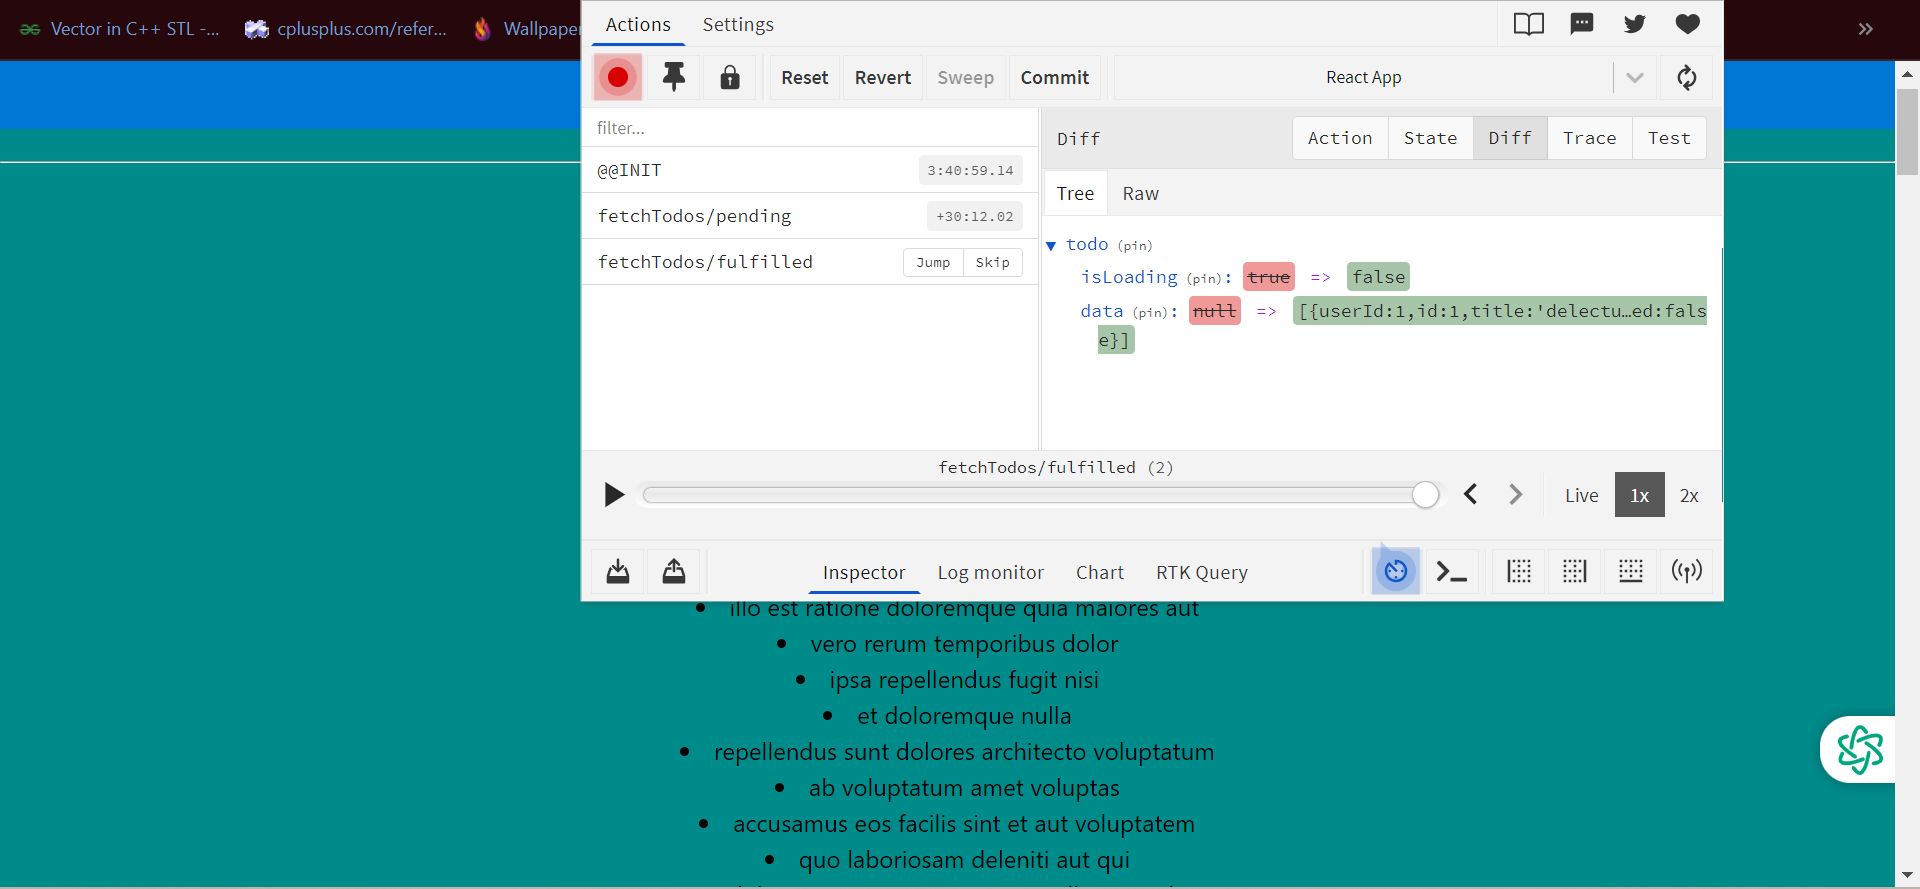 Vector in C++ STL -...
cplusplus.com/refer...
Wallpaper
Actions
Settings
Reset
Revert
Sweep
Commit
React App
filter...
@@INIT
3:40:59.14
fetchTodos/pending
+30:12.02
fetchTodos/fulfilled
Jump
Skip
Diff
Action
State
Diff
Trace
Test
Tree
Raw
todo (pin)
isLoading (pin): true => false
data (pin): null => [{userId:1,id:1,title:'delectu…ed:fals
e}]
fetchTodos/fulfilled (2)
Live
1x
2x
Inspector
Log monitor
Chart
RTK Query
illo est ratione doloremque quia maiores aut
vero rerum temporibus dolor
ipsa repellendus fugit nisi
et doloremque nulla
repellendus sunt dolores architecto voluptatum
ab voluptatum amet voluptas
accusamus eos facilis sint et aut voluptatem
quo laboriosam deleniti aut qui